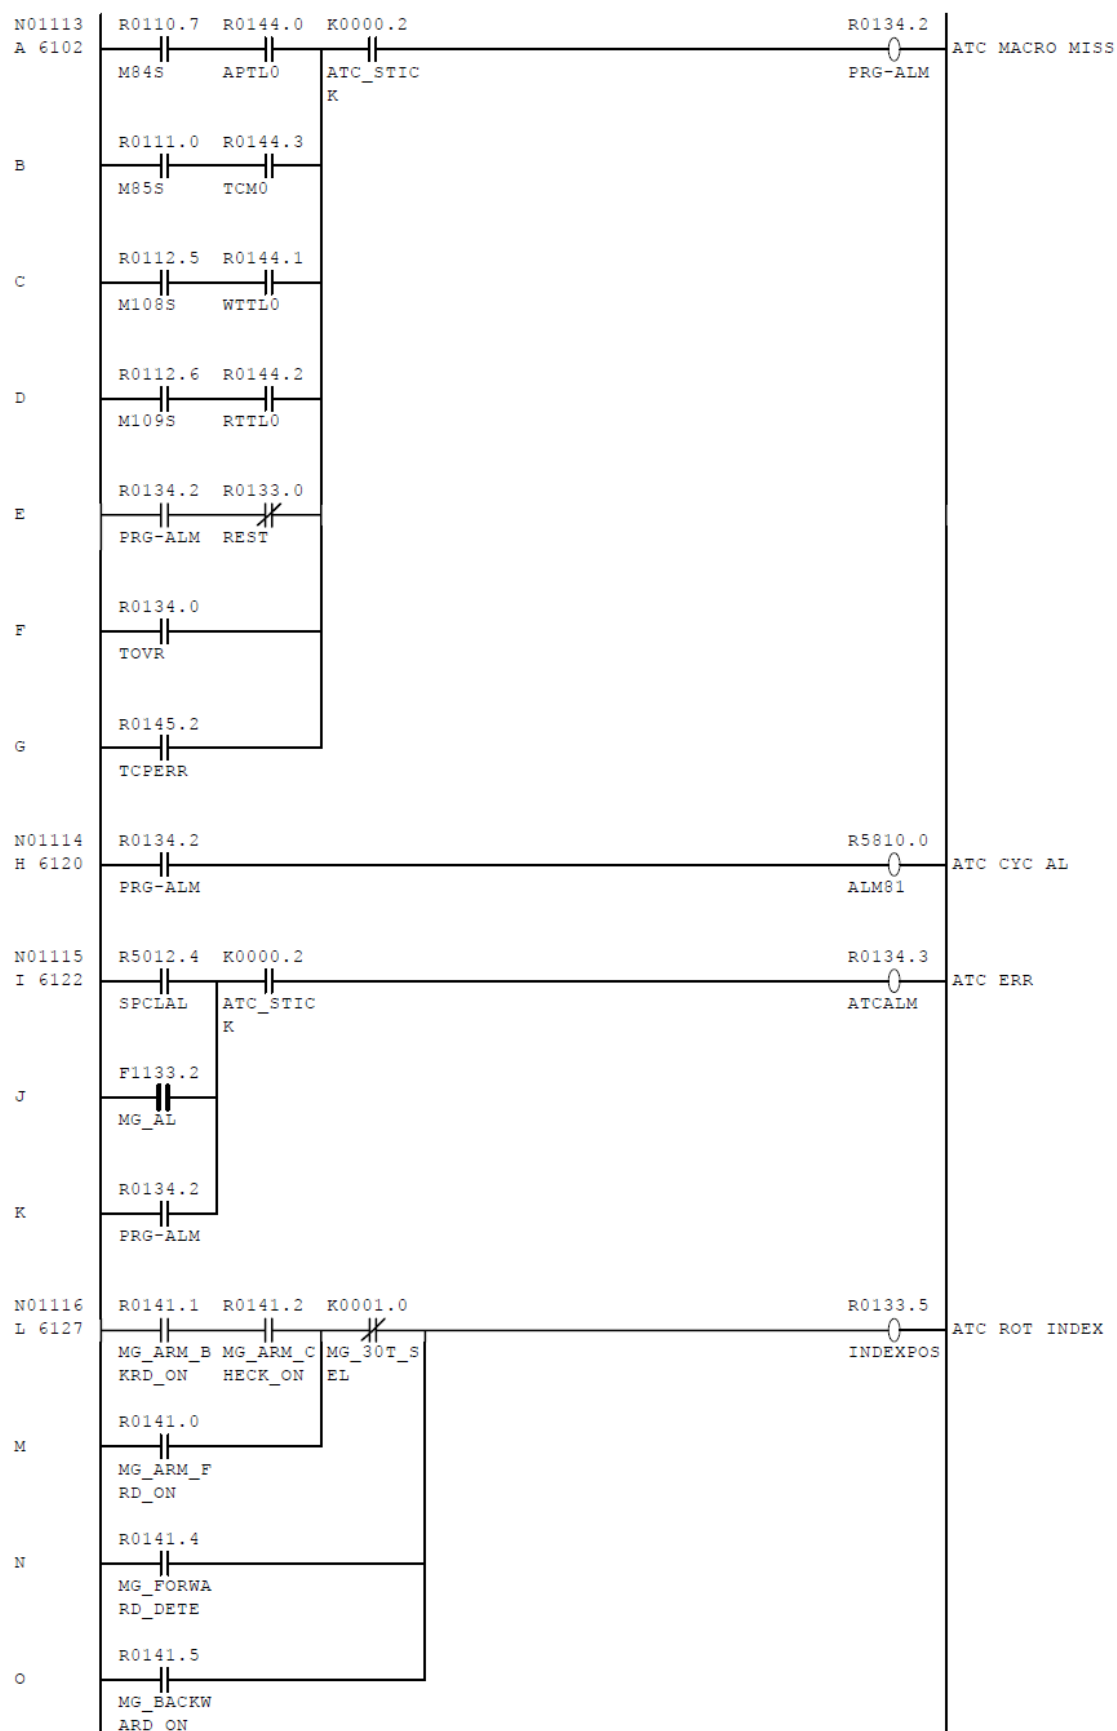 N01113 R0110.7 R0144.0 K0000.2 R0134.2
A 6102 ATC MACRO MISS
M84S APTL0 ATC_STIC PRG-ALM
K
R0111.0 R0144.3
B
M85S TCM0
R0112.5 R0144.1
C
M108S WTTL0
R0112.6 R0144.2
D
M109S RTTL0
R0134.2 R0133.0
E
PRG-ALM REST
R0134.0
F
TOVR
R0145.2
G
TCPERR
N01114 R0134.2 R5810.0
H 6120 ATC CYC AL
PRG-ALM ALM81
N01115 R5012.4 K0000.2 R0134.3
I 6122 ATC ERR
SPCLAL ATC_STIC ATCALM
K
F1133.2
J
MG_AL
R0134.2
K
PRG-ALM
N01116 R0141.1 R0141.2 K0001.0 R0133.5
L 6127 ATC ROT INDEX
MG_ARM_B MG_ARM_C MG_30T_S INDEXPOS
KRD_ON HECK_ON EL
R0141.0
M
MG_ARM_F
RD_ON
R0141.4
N
MG_FORWA
RD_DETE
R0141.5
O
MG_BACKW
ARD_ON